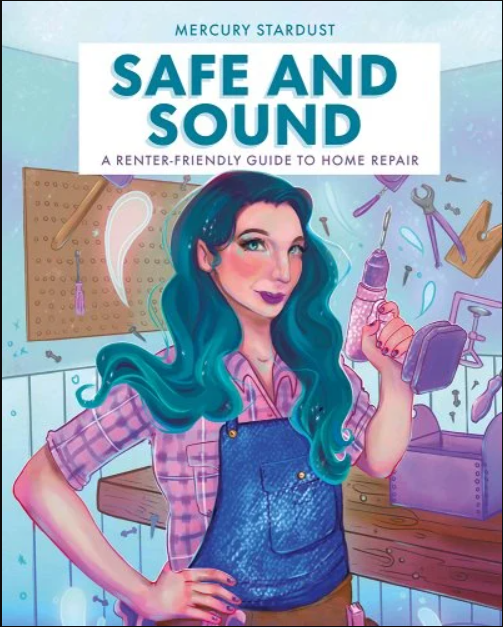 MERCURY STARDUST
SAFE AND
SOUND
A RENTER-FRIENDLY GUIDE TO HOME REPAIR